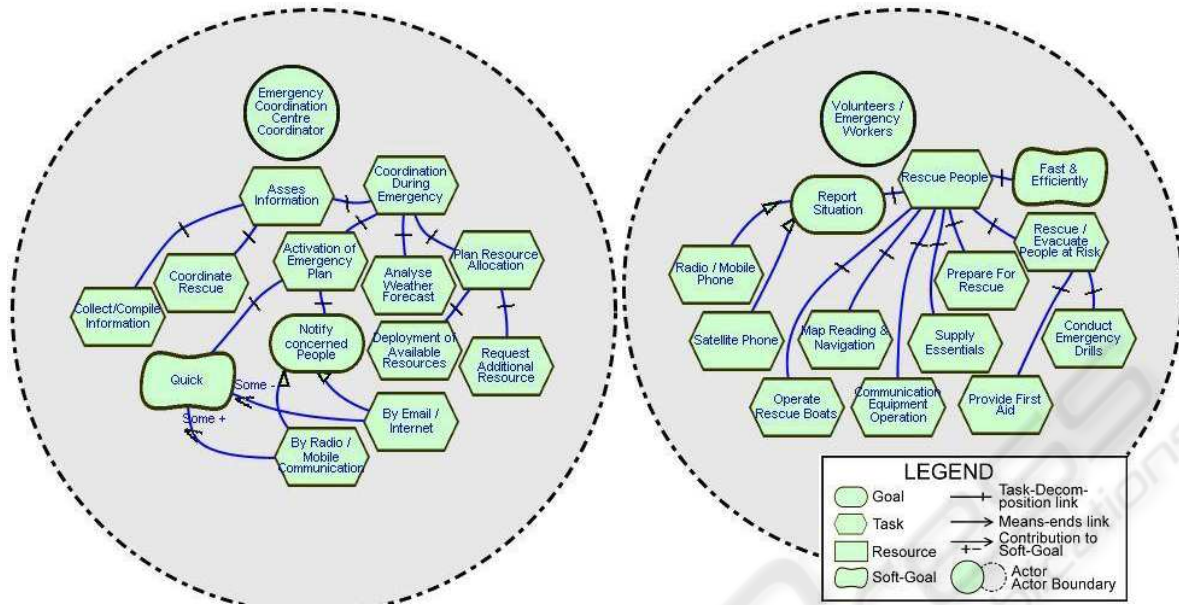 Emergency
Coordination
Centre
Coordinator
Asses
Information
Coordination
During
Emergency
Coordinate
Rescue
Activation of
Emergency
Plan
Analyse
Weather
Forecast
Plan Resource
Allocation
Collect/Compile
Information
Notify
concerned
People
Deployment of
Available
Resources
Request
Additional
Resource
Quick
Some -
Some +
By Email /
Internet
By Radio /
Mobile
Communication
Volunteers /
Emergency
Workers
Rescue People
Fast &
Efficiently
Report
Situation
Rescue /
Evacuate
People at Risk
Radio / Mobile
Phone
Prepare For
Rescue
Satellite Phone
Map Reading &
Navigation
Supply
Essentials
Conduct
Emergency
Drills
Operate
Rescue Boats
Communication
Equipment
Operation
Provide First
Aid
LEGEND
Goal
Task
Resource
Soft-Goal
Task-Decom-
position link
Means-ends link
Contribution to
Soft-Goal
+ −
Actor
Actor Boundary